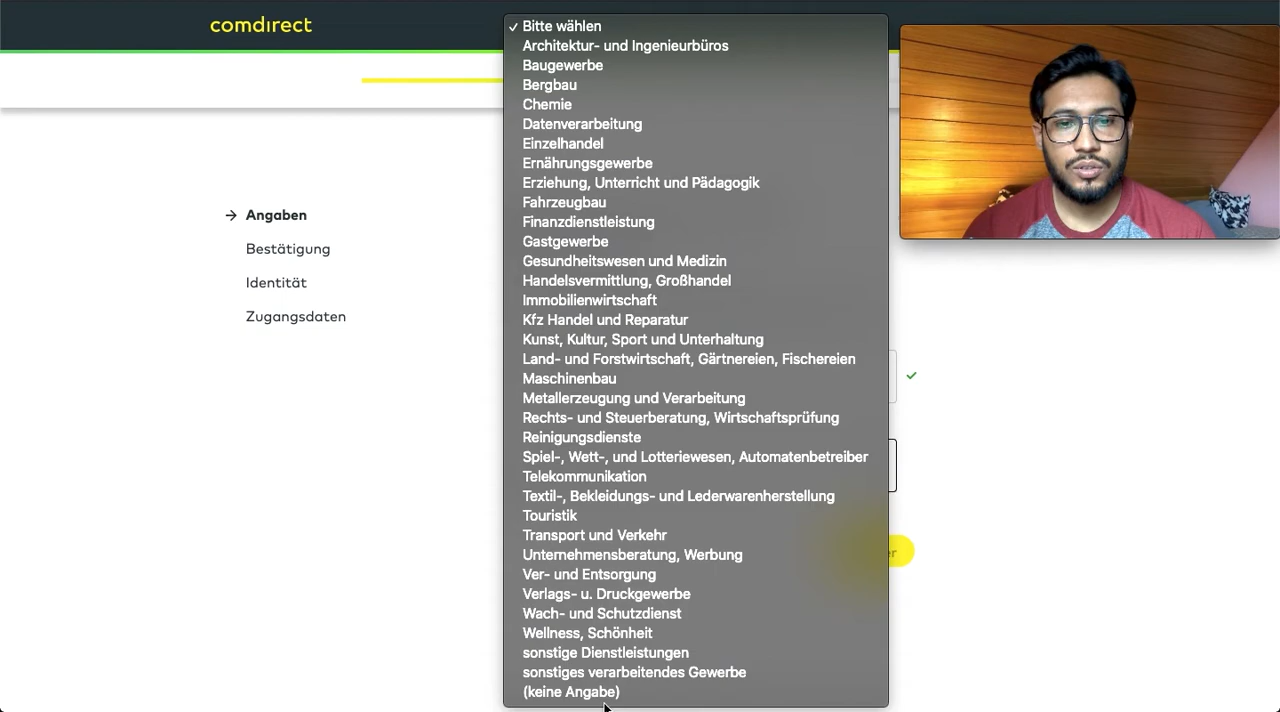 comdirect
✓ Bitte wählen
Architektur- und Ingenieurbüros
Baugewerbe
Bergbau
Chemie
Datenverarbeitung
Einzelhandel
Ernährungsgewerbe
Erziehung, Unterricht und Pädagogik
Fahrzeugbau
Finanzdienstleistung
Gastgewerbe
Gesundheitswesen und Medizin
Handelsvermittlung, Großhandel
Immobilienwirtschaft
Kfz Handel und Reparatur
Kunst, Kultur, Sport und Unterhaltung
Land- und Forstwirtschaft, Gärtnereien, Fischereien
Maschinenbau
Metallerzeugung und Verarbeitung
Rechts- und Steuerberatung, Wirtschaftsprüfung
Reinigungsdienste
Spiel-, Wett-, und Lotteriewesen, Automatenbetreiber
Telekommunikation
Textil-, Bekleidungs- und Lederwarenherstellung
Touristik
Transport und Verkehr
Unternehmensberatung, Werbung
Ver- und Entsorgung
Verlags- u. Druckgewerbe
Wach- und Schutzdienst
Wellness, Schönheit
sonstige Dienstleistungen
sonstiges verarbeitendes Gewerbe
(keine Angabe)
→ Angaben
Bestätigung
Identität
Zugangsdaten